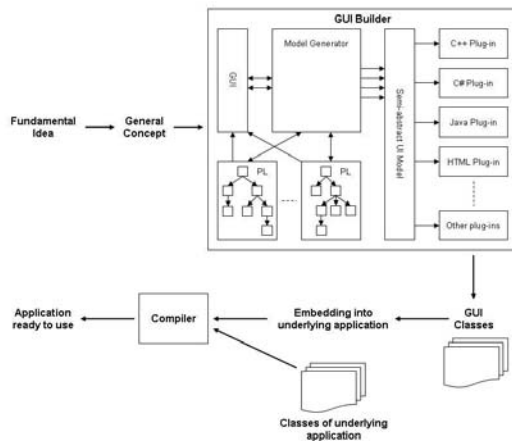 GUI Builder
Model Generator
GUI
Semi-abstract UI Model
C++ Plug-in
C# Plug-in
Java Plug-in
HTML Plug-in
Other plug-ins
Fundamental
Idea
General
Concept
PL
PL
Application
ready to use
Compiler
Embedding into
underlying application
GUI
Classes
Classes of underlying
application